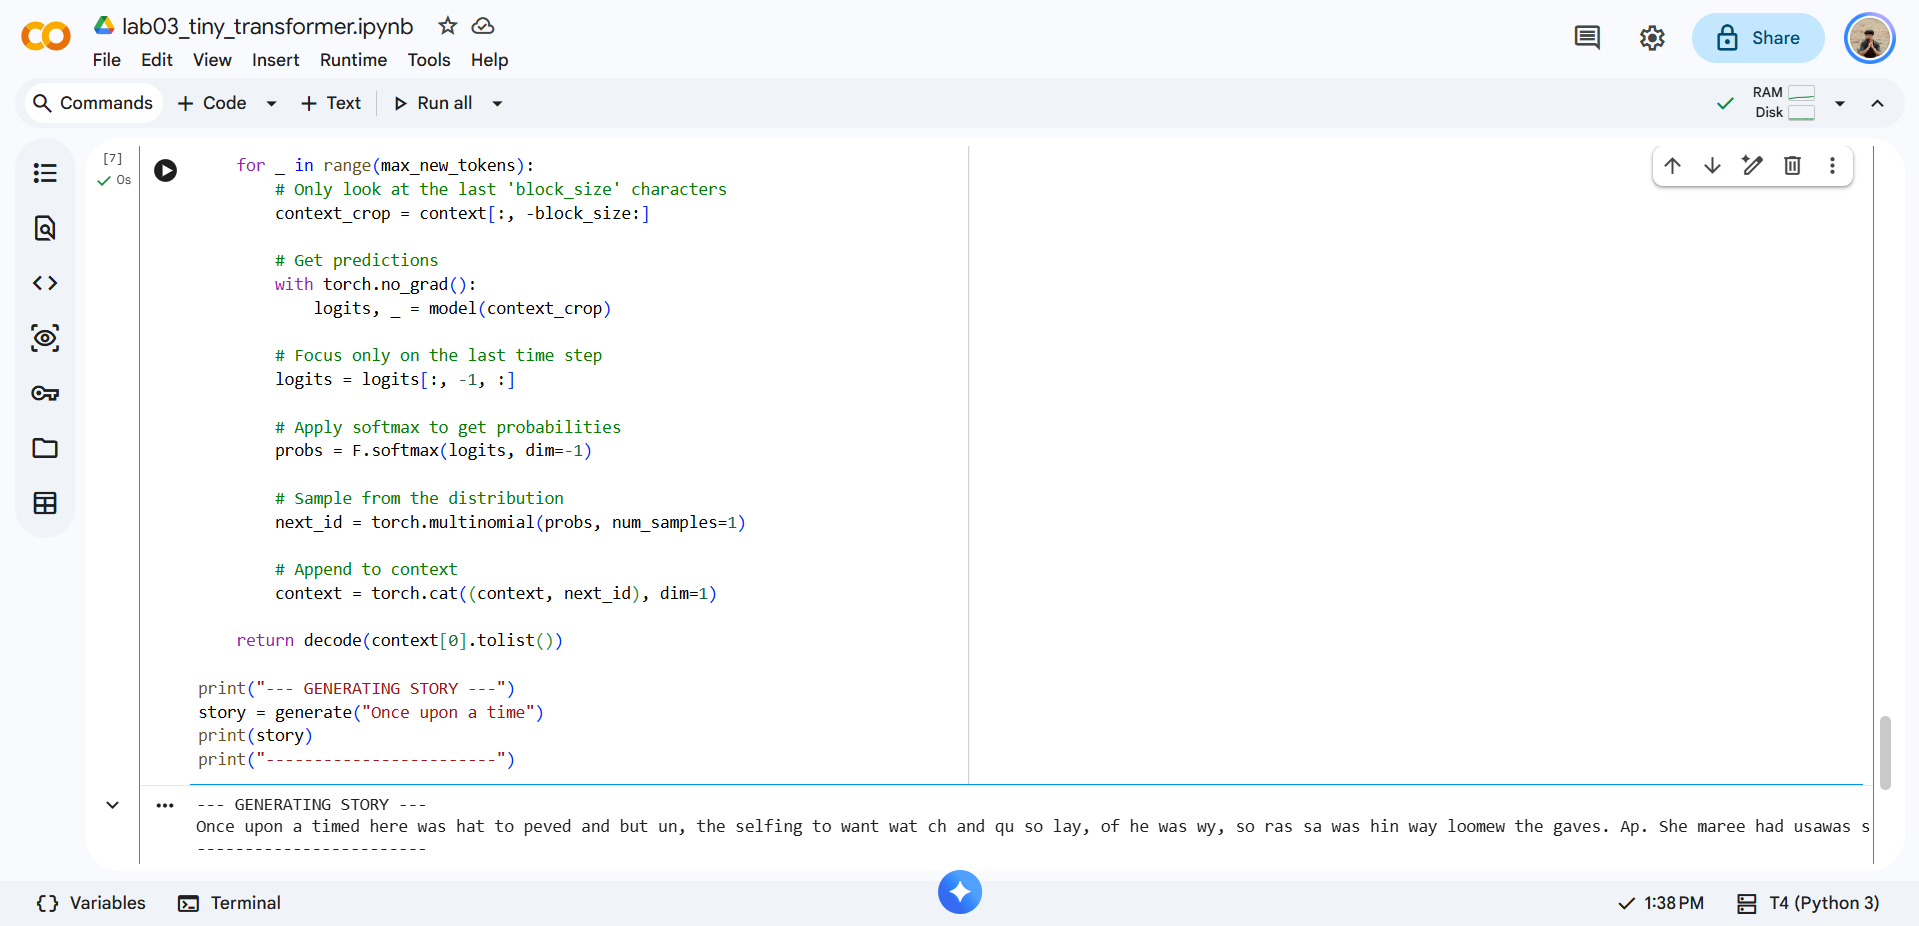 lab03_tiny_transformer.ipynb
File Edit View Insert Runtime Tools Help
Share
Commands + Code + Text Run all
RAM
Disk
[7]
0s
for _ in range(max_new_tokens):
# Only look at the last 'block_size' characters
context_crop = context[:, -block_size:]
# Get predictions
with torch.no_grad():
logits, _ = model(context_crop)
# Focus only on the last time step
logits = logits[:, -1, :]
# Apply softmax to get probabilities
probs = F.softmax(logits, dim=-1)
# Sample from the distribution
next_id = torch.multinomial(probs, num_samples=1)
# Append to context
context = torch.cat((context, next_id), dim=1)
return decode(context[0].tolist())
print("--- GENERATING STORY ---")
story = generate("Once upon a time")
print(story)
print("------------------------")
--- GENERATING STORY ---
Once upon a timed here was hat to peved and but un, the selfing to want wat ch and qu so lay, of he was wy, so ras sa was hin way loomew the gaves. Ap. She maree had usawas s
------------------------
Variables Terminal
1:38 PM T4 (Python 3)